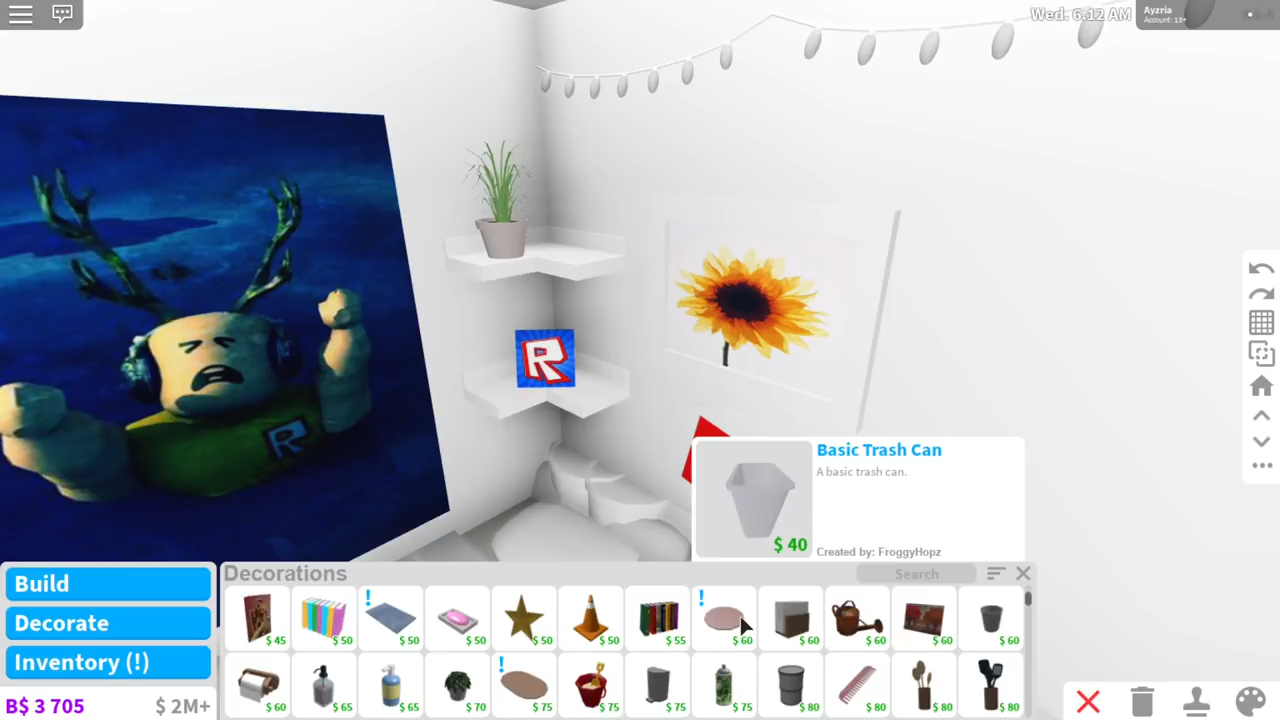 Wed. 6:12 AM
Ayzria
Account: 13+
R
R
Basic Trash Can
A basic trash can.
$ 40
Created by: FroggyHopz
Build
Decorate
Inventory (!)
B$ 3 705
$ 2M+
Decorations
Search
$ 45
$ 50
! $ 50
$ 50
$ 50
$ 50
$ 55
! $ 60
$ 60
$ 60
$ 60
$ 60
$ 60
$ 65
$ 65
$ 70
! $ 75
$ 75
$ 75
$ 75
$ 80
$ 80
$ 80
$ 80